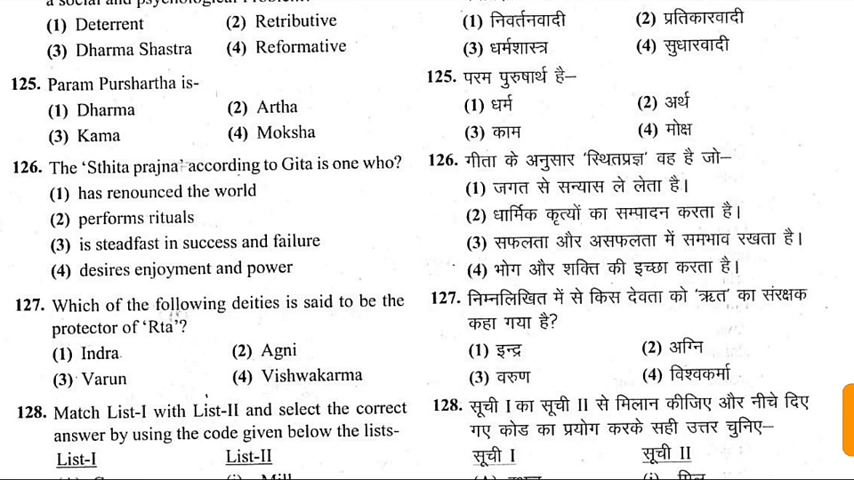 a social and psychological
(1) Deterrent (2) Retributive
(3) Dharma Shastra (4) Reformative
125. Param Purshartha is-
(1) Dharma (2) Artha
(3) Kama (4) Moksha
126. The 'Sthita prajna' according to Gita is one who?
(1) has renounced the world
(2) performs rituals
(3) is steadfast in success and failure
(4) desires enjoyment and power
127. Which of the following deities is said to be the
protector of 'Rta'?
(1) Indra (2) Agni
(3) Varun (4) Vishwakarma
128. Match List-I with List-II and select the correct
answer by using the code given below the lists-
List-I List-II
(i) Mill
(1) निवर्तनवादी (2) प्रतिकारवादी
(3) धर्मशास्त्र (4) सुधारवादी
125. परम पुरुषार्थ है—
(1) धर्म (2) अर्थ
(3) काम (4) मोक्ष
126. गीता के अनुसार 'स्थितप्रज्ञ' वह है जो—
(1) जगत से सन्यास ले लेता है।
(2) धार्मिक कृत्यों का सम्पादन करता है।
(3) सफलता और असफलता में समभाव रखता है।
(4) भोग और शक्ति की इच्छा करता है।
127. निम्नलिखित में से किस देवता को 'ऋत' का संरक्षक
कहा गया है?
(1) इन्द्र (2) अग्नि
(3) वरुण (4) विश्वकर्मा
128. सूची I का सूची II से मिलान कीजिए और नीचे दिए
गए कोड का प्रयोग करके सही उत्तर चुनिए—
सूची I सूची II
(i) मिल